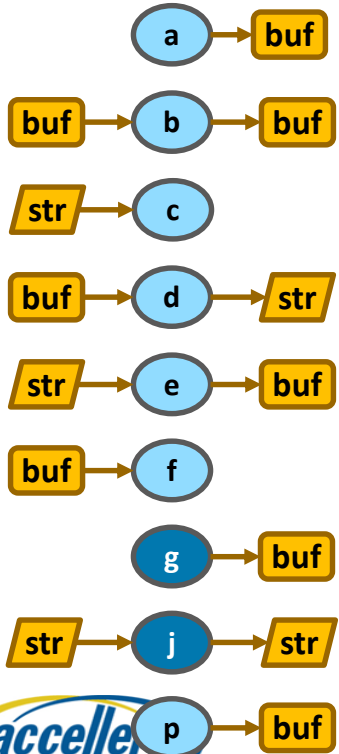 a buf
buf b buf
str c
buf d str
str e buf
buf f
g buf
str j str
p buf